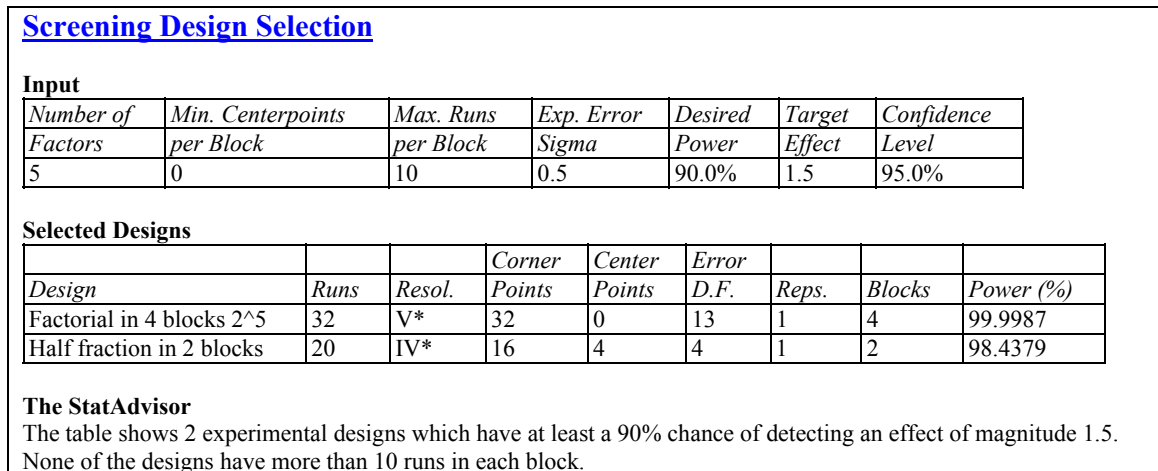 Screening Design Selection
Input
Number of Min. Centerpoints Max. Runs Exp. Error Desired Target Confidence
Factors per Block per Block Sigma Power Effect Level
5 0 10 0.5 90.0% 1.5 95.0%
Selected Designs
Corner Center Error
Design Runs Resol. Points Points D.F. Reps. Blocks Power (%)
Factorial in 4 blocks 2^5 32 V* 32 0 13 1 4 99.9987
Half fraction in 2 blocks 20 IV* 16 4 4 1 2 98.4379
The StatAdvisor
The table shows 2 experimental designs which have at least a 90% chance of detecting an effect of magnitude 1.5.
None of the designs have more than 10 runs in each block.